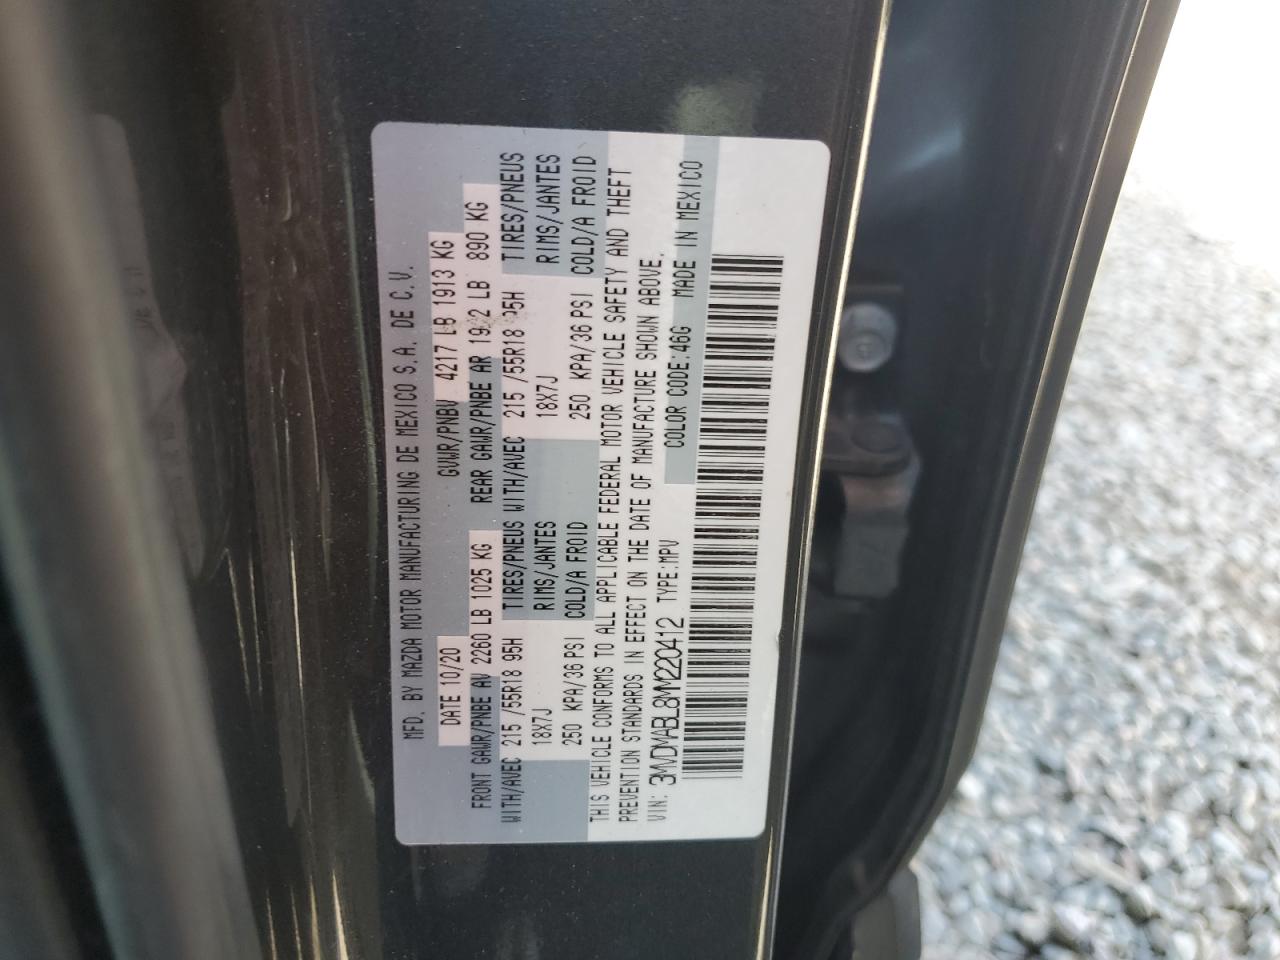 MFD. BY MAZDA MOTOR MANUFACTURING DE MEXICO S.A. DE C.V.
DATE 10/20 GVWR/PNBV 4217 LB 1913 KG
FRONT GAWR/PNBE AV 2260 LB 1025 KG REAR GAWR/PNBE AR 1962 LB 890 KG
WITH/AVEC 215 /55R18 95H TIRES/PNEUS WITH/AVEC 215 /55R18 95H TIRES/PNEUS
18X7J RIMS/JANTES 18X7J RIMS/JANTES
250 KPA/36 PSI COLD/A FROID 250 KPA/36 PSI COLD/A FROID
THIS VEHICLE CONFORMS TO ALL APPLICABLE FEDERAL MOTOR VEHICLE SAFETY AND THEFT
PREVENTION STANDARDS IN EFFECT ON THE DATE OF MANUFACTURE SHOWN ABOVE.
VIN: 3MVDMABL8MM220412 TYPE:MPV COLOR CODE:46G MADE IN MEXICO